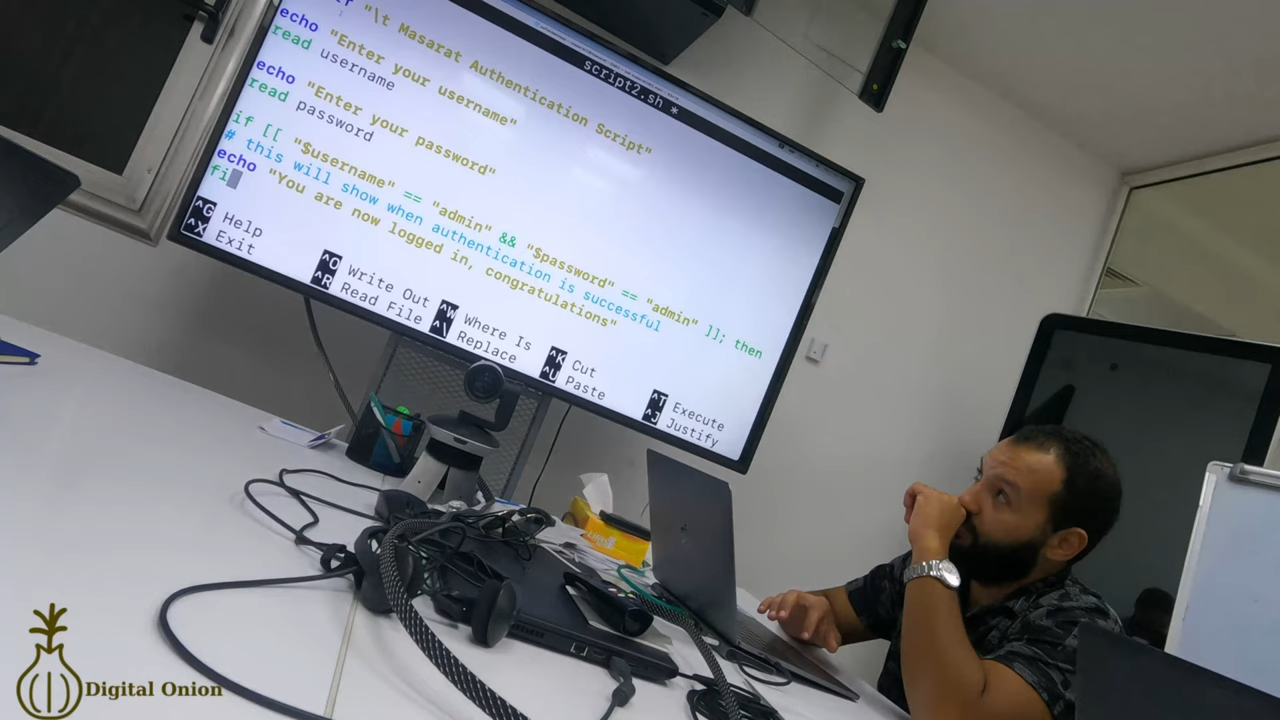 script2.sh *
"\t Masarat Authentication Script"
echo "Enter your username"
read username
echo "Enter your password"
read password
if [[ "$username" == "admin" && "$password" == "admin" ]]; then
# this will show when authentication is successful
echo "You are now logged in, congratulations"
fi
^G Help ^O Write Out ^W Where Is ^K Cut ^T Execute
^X Exit ^R Read File ^\ Replace ^U Paste ^J Justify
Digital Onion